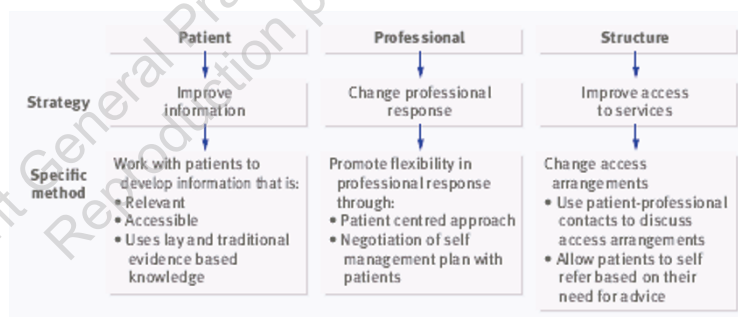 Patient
Professional
Structure
Strategy
Improve
information
Change professional
response
Improve access
to services
Specific
method
Work with patients to
develop information that is:
• Relevant
• Accessible
• Uses lay and traditional
evidence based
knowledge
Promote flexibility in
professional response
through:
• Patient centred approach
• Negotiation of self
management plan with
patients
Change access
arrangements
• Use patient-professional
contacts to discuss
access arrangements
• Allow patients to self
refer based on their
need for advice
General
Reproduction